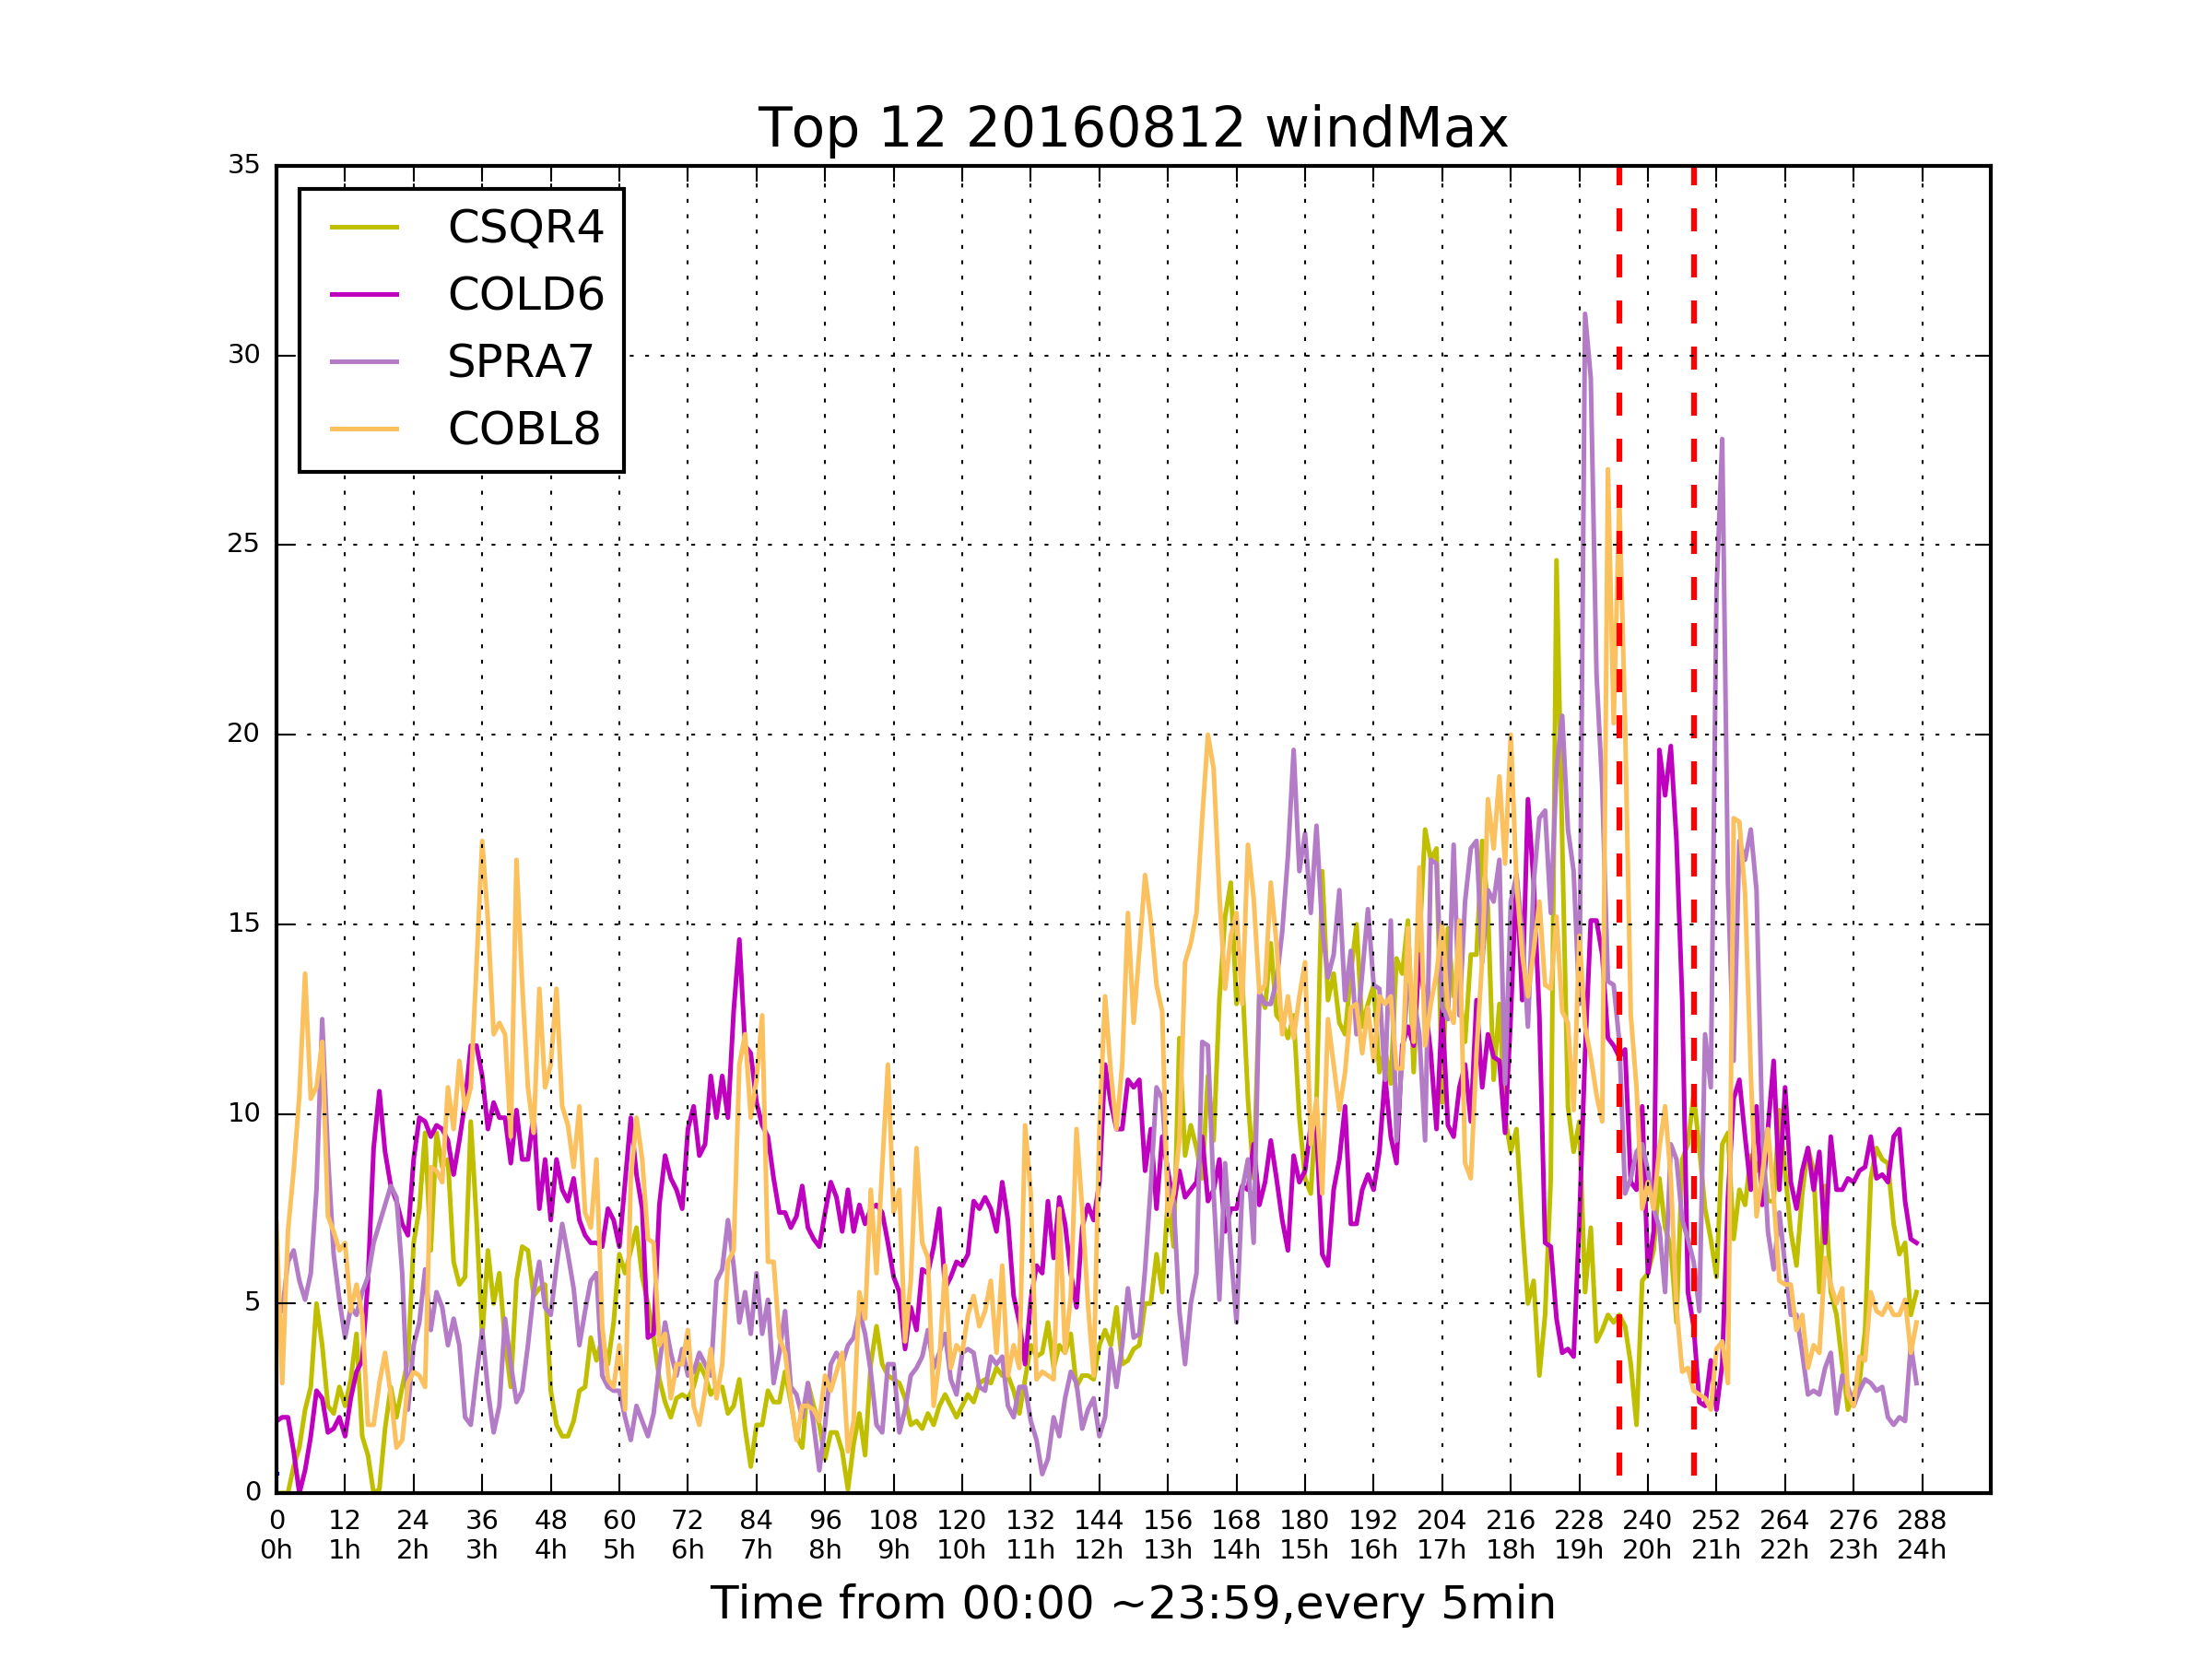 Top 12 20160812 windMax
35
30
25
20
15
10
5
0
CSQR4
COLD6
SPRA7
COBL8
0 12 24 36 48 60 72 84 96 108 120 132 144 156 168 180 192 204 216 228 240 252 264 276 288
0h 1h 2h 3h 4h 5h 6h 7h 8h 9h 10h 11h 12h 13h 14h 15h 16h 17h 18h 19h 20h 21h 22h 23h 24h
Time from 00:00 ~23:59,every 5min